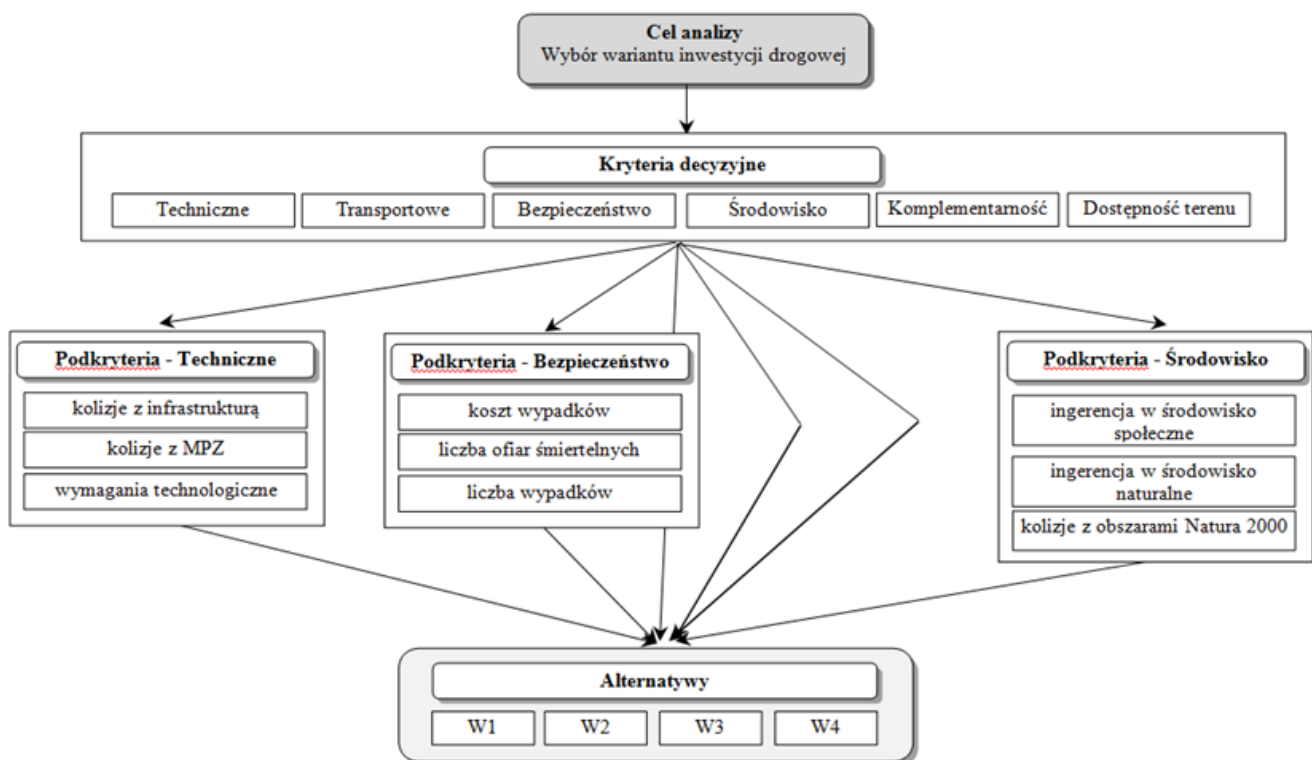 Cel analizy
Wybór wariantu inwestycji drogowej
Kryteria decyzyjne
Techniczne
Transportowe
Bezpieczeństwo
Środowisko
Komplementarność
Dostępność terenu
Podkryteria - Techniczne
kolizje z infrastrukturą
kolizje z MPZ
wymagania technologiczne
Podkryteria - Bezpieczeństwo
koszt wypadków
liczba ofiar śmiertelnych
liczba wypadków
Podkryteria - Środowisko
ingerencja w środowisko
społeczne
ingerencja w środowisko
naturalne
kolizje z obszarami Natura 2000
Alternatywy
W1
W2
W3
W4